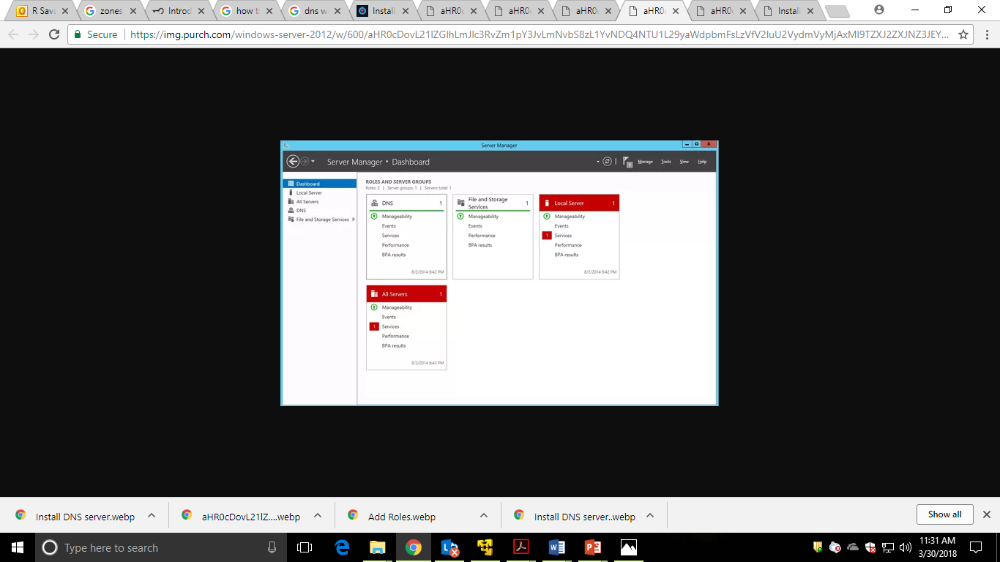 R Sava
zones
Introd
how t
dns w
Install
aHR0c
aHR0c
aHR0c
aHR0c
aHR0c
Install
Secure
https://img.purch.com/windows-server-2012/w/600/
Server Manager
Server Manager • Dashboard
1
Manage Tools View Help
Dashboard
Local Server
All Servers
DNS
File and Storage Services
ROLES AND SERVER GROUPS
Roles: 2 | Server groups: 1 | Servers total: 1
DNS 1
Manageability
Events
Services
Performance
BPA results
8/2/2014 6:42 PM
File and Storage Services 1
Manageability
Events
Performance
BPA results
Local Server 1
Manageability
Events
1 Services
Performance
BPA results
8/2/2014 6:42 PM
All Servers 1
Manageability
Events
1 Services
Performance
BPA results
8/2/2014 6:42 PM
Install DNS server.webp
aHR0cDovL21lZ....webp
Add Roles.webp
Install DNS server..webp
Show all
Type here to search
11:31 AM
3/30/2018